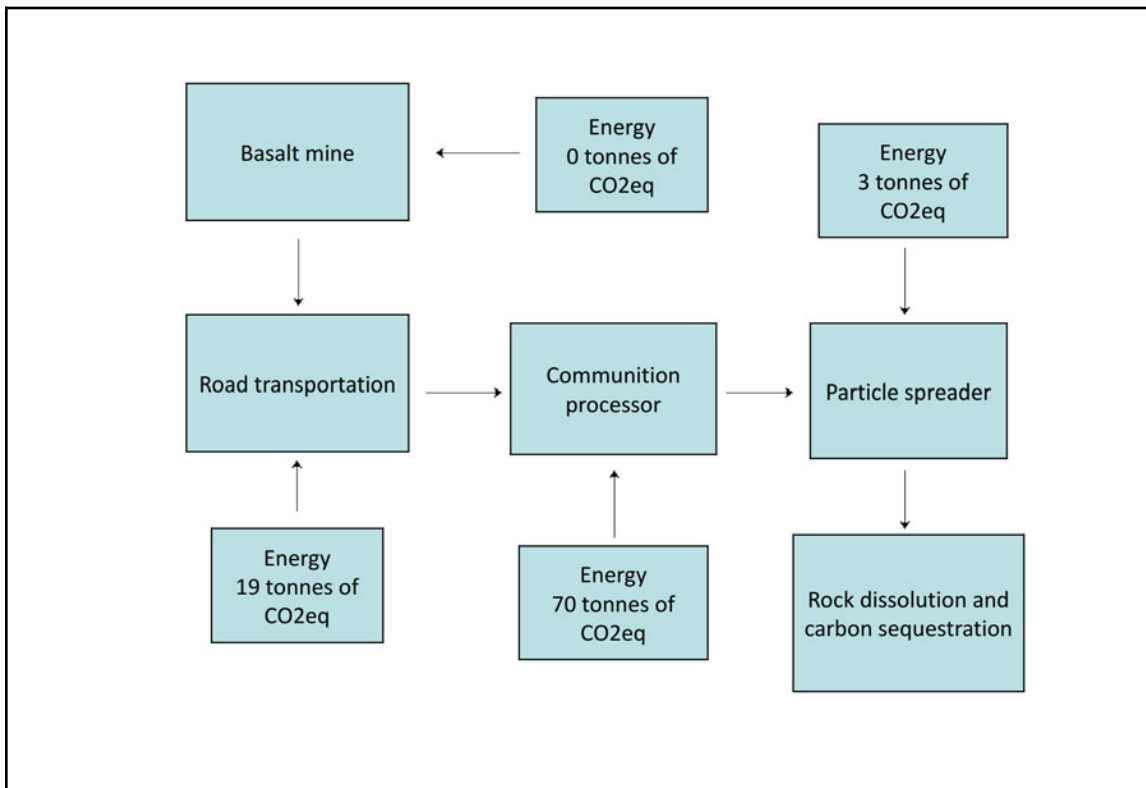 Basalt mine
Energy
0 tonnes of
CO2eq
Energy
3 tonnes of
CO2eq
Road transportation
Communition
processor
Particle spreader
Energy
19 tonnes of
CO2eq
Energy
70 tonnes of
CO2eq
Rock dissolution and
carbon sequestration